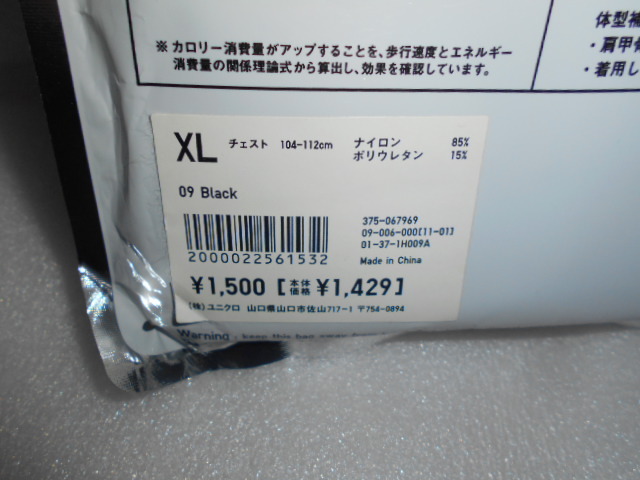 体型補
・肩甲骨
・着用し
※ カロリー消費量がアップすることを、歩行速度とエネルギー
消費量の関係理論式から算出し、効果を確認しています。
XL チェスト 104-112cm ナイロン 85%
ポリウレタン 15%
09 Black
375-067969
09-006-000[11-01]
01-37-1H009A
2000022561532
Made in China
¥1,500 [本体価格 ¥1,429]
(株)ユニクロ 山口県山口市佐山717-1 〒754-0894
Warning : keep this bag away